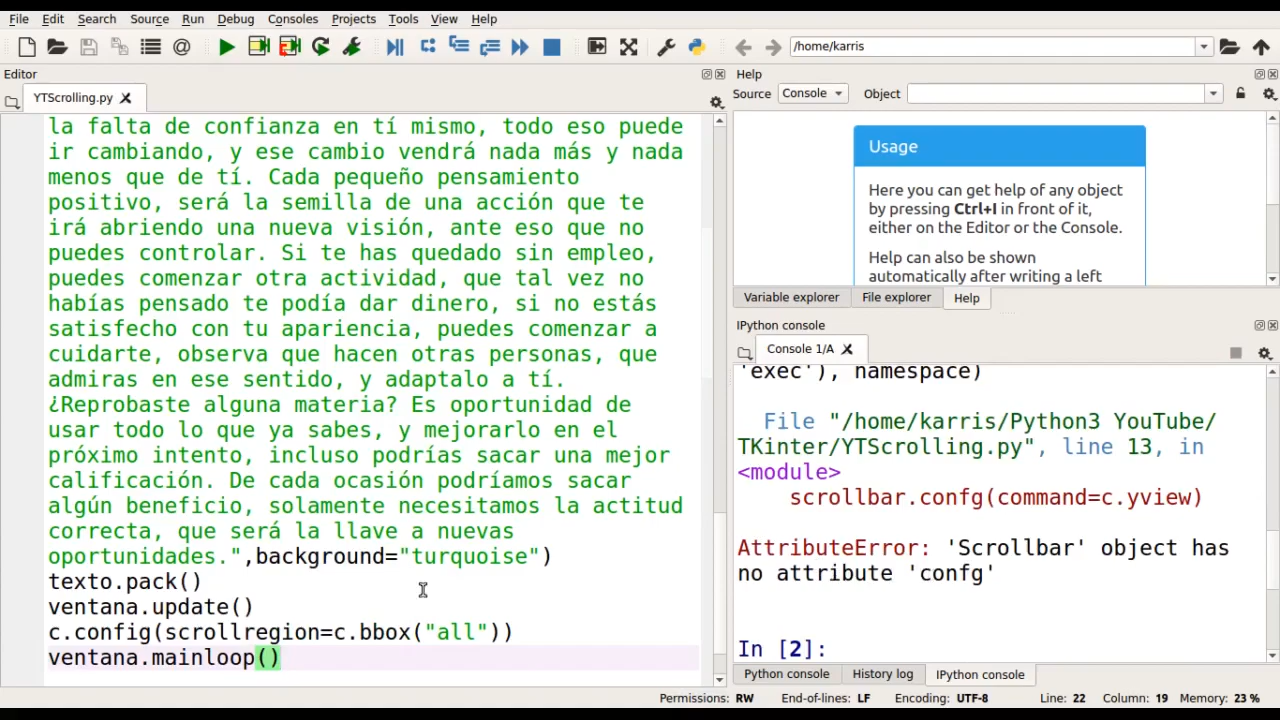 File Edit Search Source Run Debug Consoles Projects Tools View Help
/home/karris
Editor
YTScrolling.py
la falta de confianza en tí mismo, todo eso puede
ir cambiando, y ese cambio vendrá nada más y nada
menos que de tí. Cada pequeño pensamiento
positivo, será la semilla de una acción que te
irá abriendo una nueva visión, ante eso que no
puedes controlar. Si te has quedado sin empleo,
puedes comenzar otra actividad, que tal vez no
habías pensado te podía dar dinero, si no estás
satisfecho con tu apariencia, puedes comenzar a
cuidarte, observa que hacen otras personas, que
admiras en ese sentido, y adaptalo a tí.
¿Reprobaste alguna materia? Es oportunidad de
usar todo lo que ya sabes, y mejorarlo en el
próximo intento, incluso podrías sacar una mejor
calificación. De cada ocasión podríamos sacar
algún beneficio, solamente necesitamos la actitud
correcta, que será la llave a nuevas
oportunidades.",background="turquoise")
texto.pack()
ventana.update()
c.config(scrollregion=c.bbox("all"))
ventana.mainloop()
Help
Source Console Object
Usage
Here you can get help of any object
by pressing Ctrl+I in front of it,
either on the Editor or the Console.
Help can also be shown
automatically after writing a left
Variable explorer File explorer Help
IPython console
Console 1/A
'exec'), namespace)
File "/home/karris/Python3 YouTube/
TKinter/YTScrolling.py", line 13, in
<module>
scrollbar.confg(command=c.yview)
AttributeError: 'Scrollbar' object has
no attribute 'confg'
In [2]:
Python console History log IPython console
Permissions: RW End-of-lines: LF Encoding: UTF-8 Line: 22 Column: 19 Memory: 23 %